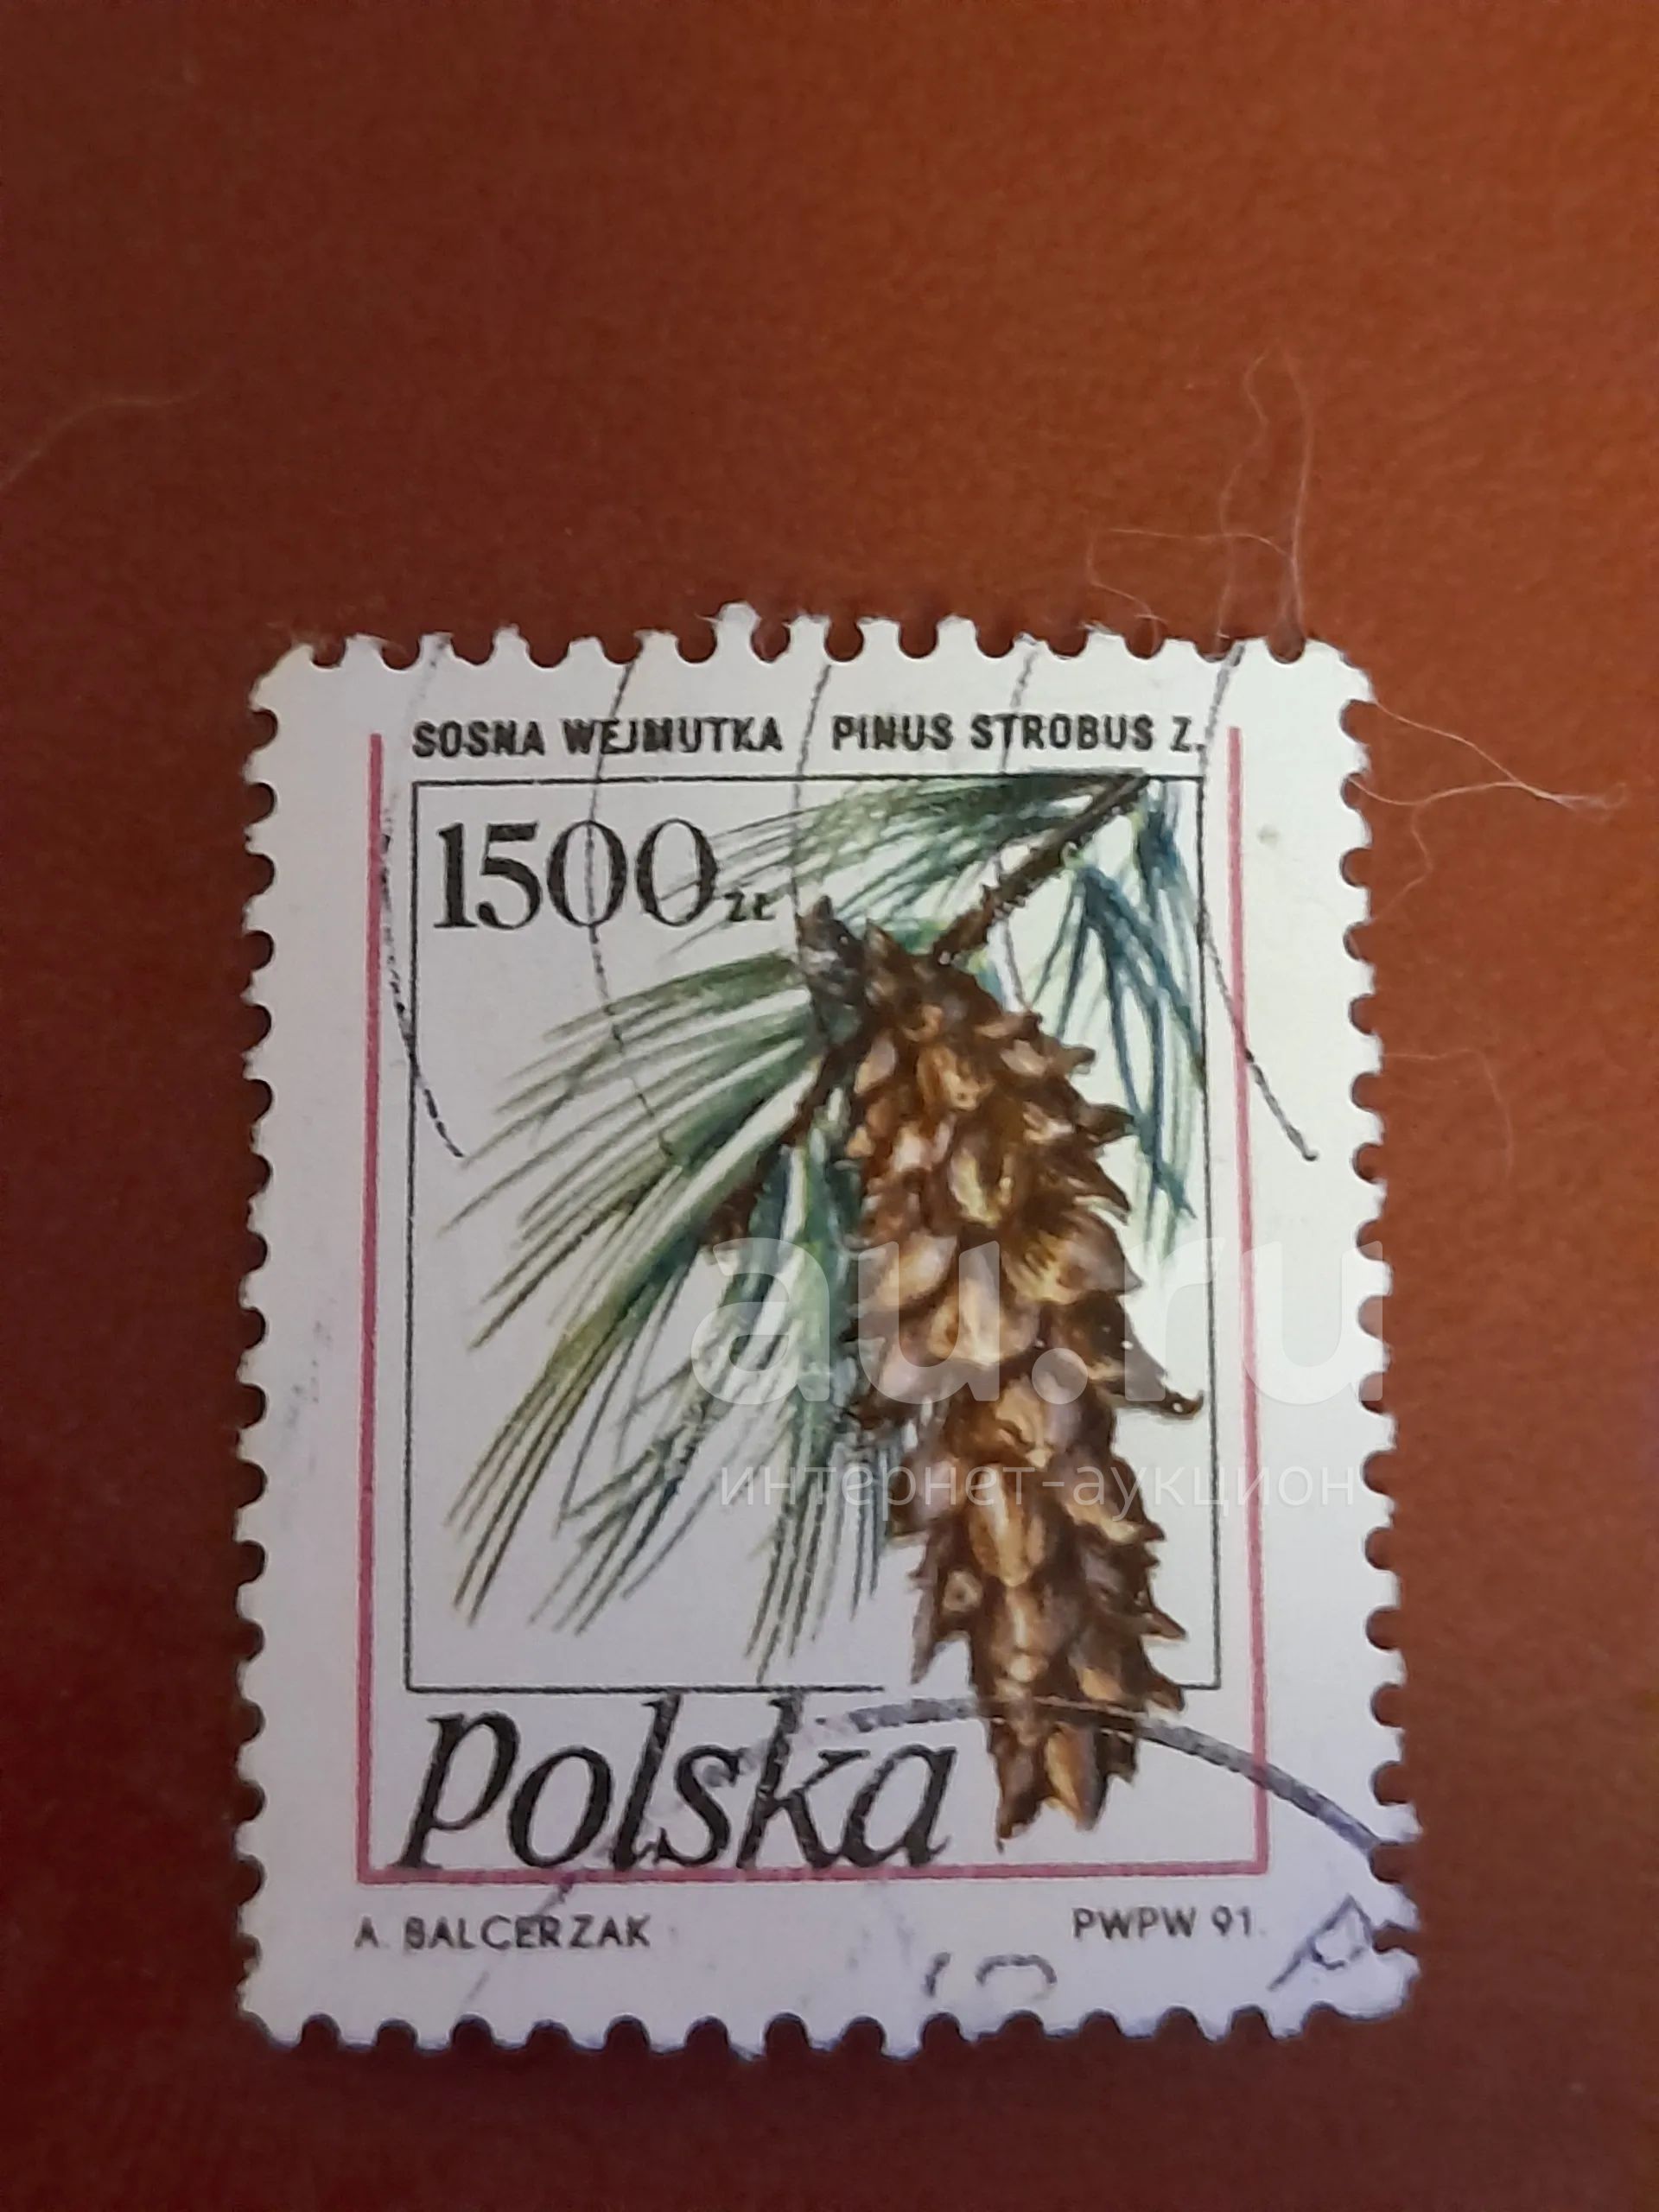 SOSNA WEJMUTKA PINUS STROBUS Z.
1500 zł
Polska
A. BALCERZAK PWPW 91.
au.ru
интернет-аукцион